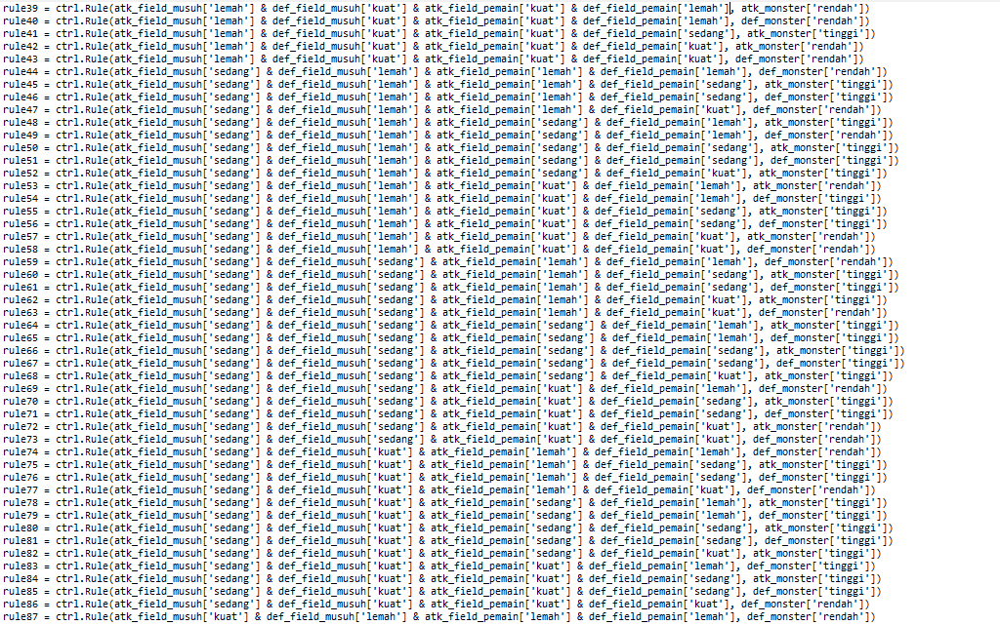 rule39 = ctrl.Rule(atk_field_musuh['lemah'] & def_field_musuh['kuat'] & atk_field_pemain['kuat'] & def_field_pemain['lemah'], atk_monster['rendah'])
rule40 = ctrl.Rule(atk_field_musuh['lemah'] & def_field_musuh['kuat'] & atk_field_pemain['kuat'] & def_field_pemain['lemah'], def_monster['rendah'])
rule41 = ctrl.Rule(atk_field_musuh['lemah'] & def_field_musuh['kuat'] & atk_field_pemain['kuat'] & def_field_pemain['sedang'], atk_monster['tinggi'])
rule42 = ctrl.Rule(atk_field_musuh['lemah'] & def_field_musuh['kuat'] & atk_field_pemain['kuat'] & def_field_pemain['kuat'], atk_monster['rendah'])
rule43 = ctrl.Rule(atk_field_musuh['lemah'] & def_field_musuh['kuat'] & atk_field_pemain['kuat'] & def_field_pemain['kuat'], def_monster['rendah'])
rule44 = ctrl.Rule(atk_field_musuh['sedang'] & def_field_musuh['lemah'] & atk_field_pemain['lemah'] & def_field_pemain['lemah'], def_monster['rendah'])
rule45 = ctrl.Rule(atk_field_musuh['sedang'] & def_field_musuh['lemah'] & atk_field_pemain['lemah'] & def_field_pemain['sedang'], atk_monster['tinggi'])
rule46 = ctrl.Rule(atk_field_musuh['sedang'] & def_field_musuh['lemah'] & atk_field_pemain['lemah'] & def_field_pemain['sedang'], def_monster['tinggi'])
rule47 = ctrl.Rule(atk_field_musuh['sedang'] & def_field_musuh['lemah'] & atk_field_pemain['lemah'] & def_field_pemain['kuat'], def_monster['rendah'])
rule48 = ctrl.Rule(atk_field_musuh['sedang'] & def_field_musuh['lemah'] & atk_field_pemain['sedang'] & def_field_pemain['lemah'], atk_monster['tinggi'])
rule49 = ctrl.Rule(atk_field_musuh['sedang'] & def_field_musuh['lemah'] & atk_field_pemain['sedang'] & def_field_pemain['lemah'], def_monster['rendah'])
rule50 = ctrl.Rule(atk_field_musuh['sedang'] & def_field_musuh['lemah'] & atk_field_pemain['sedang'] & def_field_pemain['sedang'], atk_monster['tinggi'])
rule51 = ctrl.Rule(atk_field_musuh['sedang'] & def_field_musuh['lemah'] & atk_field_pemain['sedang'] & def_field_pemain['sedang'], def_monster['tinggi'])
rule52 = ctrl.Rule(atk_field_musuh['sedang'] & def_field_musuh['lemah'] & atk_field_pemain['sedang'] & def_field_pemain['kuat'], atk_monster['tinggi'])
rule53 = ctrl.Rule(atk_field_musuh['sedang'] & def_field_musuh['lemah'] & atk_field_pemain['kuat'] & def_field_pemain['lemah'], atk_monster['rendah'])
rule54 = ctrl.Rule(atk_field_musuh['sedang'] & def_field_musuh['lemah'] & atk_field_pemain['kuat'] & def_field_pemain['lemah'], def_monster['tinggi'])
rule55 = ctrl.Rule(atk_field_musuh['sedang'] & def_field_musuh['lemah'] & atk_field_pemain['kuat'] & def_field_pemain['sedang'], atk_monster['tinggi'])
rule56 = ctrl.Rule(atk_field_musuh['sedang'] & def_field_musuh['lemah'] & atk_field_pemain['kuat'] & def_field_pemain['sedang'], def_monster['tinggi'])
rule57 = ctrl.Rule(atk_field_musuh['sedang'] & def_field_musuh['lemah'] & atk_field_pemain['kuat'] & def_field_pemain['kuat'], atk_monster['rendah'])
rule58 = ctrl.Rule(atk_field_musuh['sedang'] & def_field_musuh['lemah'] & atk_field_pemain['kuat'] & def_field_pemain['kuat'], def_monster['rendah'])
rule59 = ctrl.Rule(atk_field_musuh['sedang'] & def_field_musuh['sedang'] & atk_field_pemain['lemah'] & def_field_pemain['lemah'], def_monster['rendah'])
rule60 = ctrl.Rule(atk_field_musuh['sedang'] & def_field_musuh['sedang'] & atk_field_pemain['lemah'] & def_field_pemain['sedang'], atk_monster['tinggi'])
rule61 = ctrl.Rule(atk_field_musuh['sedang'] & def_field_musuh['sedang'] & atk_field_pemain['lemah'] & def_field_pemain['sedang'], def_monster['tinggi'])
rule62 = ctrl.Rule(atk_field_musuh['sedang'] & def_field_musuh['sedang'] & atk_field_pemain['lemah'] & def_field_pemain['kuat'], atk_monster['tinggi'])
rule63 = ctrl.Rule(atk_field_musuh['sedang'] & def_field_musuh['sedang'] & atk_field_pemain['lemah'] & def_field_pemain['kuat'], def_monster['rendah'])
rule64 = ctrl.Rule(atk_field_musuh['sedang'] & def_field_musuh['sedang'] & atk_field_pemain['sedang'] & def_field_pemain['lemah'], atk_monster['tinggi'])
rule65 = ctrl.Rule(atk_field_musuh['sedang'] & def_field_musuh['sedang'] & atk_field_pemain['sedang'] & def_field_pemain['lemah'], def_monster['tinggi'])
rule66 = ctrl.Rule(atk_field_musuh['sedang'] & def_field_musuh['sedang'] & atk_field_pemain['sedang'] & def_field_pemain['sedang'], atk_monster['tinggi'])
rule67 = ctrl.Rule(atk_field_musuh['sedang'] & def_field_musuh['sedang'] & atk_field_pemain['sedang'] & def_field_pemain['sedang'], def_monster['tinggi'])
rule68 = ctrl.Rule(atk_field_musuh['sedang'] & def_field_musuh['sedang'] & atk_field_pemain['sedang'] & def_field_pemain['kuat'], atk_monster['tinggi'])
rule69 = ctrl.Rule(atk_field_musuh['sedang'] & def_field_musuh['sedang'] & atk_field_pemain['kuat'] & def_field_pemain['lemah'], def_monster['rendah'])
rule70 = ctrl.Rule(atk_field_musuh['sedang'] & def_field_musuh['sedang'] & atk_field_pemain['kuat'] & def_field_pemain['sedang'], atk_monster['tinggi'])
rule71 = ctrl.Rule(atk_field_musuh['sedang'] & def_field_musuh['sedang'] & atk_field_pemain['kuat'] & def_field_pemain['sedang'], def_monster['tinggi'])
rule72 = ctrl.Rule(atk_field_musuh['sedang'] & def_field_musuh['sedang'] & atk_field_pemain['kuat'] & def_field_pemain['kuat'], atk_monster['rendah'])
rule73 = ctrl.Rule(atk_field_musuh['sedang'] & def_field_musuh['sedang'] & atk_field_pemain['kuat'] & def_field_pemain['kuat'], def_monster['rendah'])
rule74 = ctrl.Rule(atk_field_musuh['sedang'] & def_field_musuh['kuat'] & atk_field_pemain['lemah'] & def_field_pemain['lemah'], def_monster['rendah'])
rule75 = ctrl.Rule(atk_field_musuh['sedang'] & def_field_musuh['kuat'] & atk_field_pemain['lemah'] & def_field_pemain['sedang'], atk_monster['tinggi'])
rule76 = ctrl.Rule(atk_field_musuh['sedang'] & def_field_musuh['kuat'] & atk_field_pemain['lemah'] & def_field_pemain['sedang'], def_monster['tinggi'])
rule77 = ctrl.Rule(atk_field_musuh['sedang'] & def_field_musuh['kuat'] & atk_field_pemain['lemah'] & def_field_pemain['kuat'], def_monster['rendah'])
rule78 = ctrl.Rule(atk_field_musuh['sedang'] & def_field_musuh['kuat'] & atk_field_pemain['sedang'] & def_field_pemain['lemah'], atk_monster['tinggi'])
rule79 = ctrl.Rule(atk_field_musuh['sedang'] & def_field_musuh['kuat'] & atk_field_pemain['sedang'] & def_field_pemain['lemah'], def_monster['tinggi'])
rule80 = ctrl.Rule(atk_field_musuh['sedang'] & def_field_musuh['kuat'] & atk_field_pemain['sedang'] & def_field_pemain['sedang'], atk_monster['tinggi'])
rule81 = ctrl.Rule(atk_field_musuh['sedang'] & def_field_musuh['kuat'] & atk_field_pemain['sedang'] & def_field_pemain['sedang'], def_monster['tinggi'])
rule82 = ctrl.Rule(atk_field_musuh['sedang'] & def_field_musuh['kuat'] & atk_field_pemain['sedang'] & def_field_pemain['kuat'], atk_monster['tinggi'])
rule83 = ctrl.Rule(atk_field_musuh['sedang'] & def_field_musuh['kuat'] & atk_field_pemain['kuat'] & def_field_pemain['lemah'], def_monster['tinggi'])
rule84 = ctrl.Rule(atk_field_musuh['sedang'] & def_field_musuh['kuat'] & atk_field_pemain['kuat'] & def_field_pemain['sedang'], atk_monster['rendah'])
rule85 = ctrl.Rule(atk_field_musuh['sedang'] & def_field_musuh['kuat'] & atk_field_pemain['kuat'] & def_field_pemain['sedang'], def_monster['tinggi'])
rule86 = ctrl.Rule(atk_field_musuh['sedang'] & def_field_musuh['kuat'] & atk_field_pemain['kuat'] & def_field_pemain['kuat'], def_monster['rendah'])
rule87 = ctrl.Rule(atk_field_musuh['kuat'] & def_field_musuh['lemah'] & atk_field_pemain['lemah'] & def_field_pemain['lemah'], def_monster['rendah'])